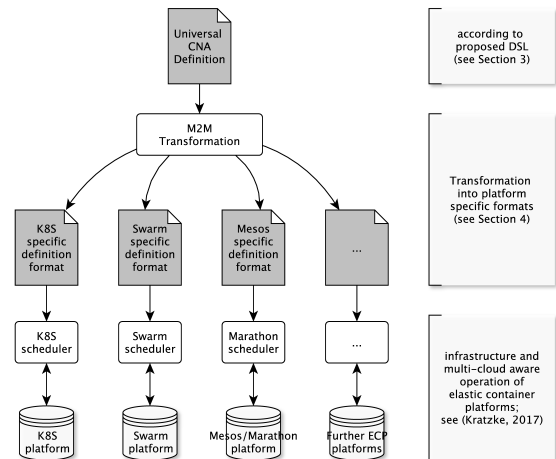 Universal
CNA
Definition
according to
proposed DSL
(see Section 3)
M2M
Transformation
Transformation
into platform
specific formats
(see Section 4)
K8S
specific
definition
format
Swarm
specific
definition
format
Mesos
specific
definition
format
...
K8S
scheduler
Swarm
scheduler
Marathon
scheduler
...
infrastructure and
multi-cloud aware
operation of
elastic container
platforms;
see (Kratzke, 2017)
K8S
platform
Swarm
platform
Mesos/Marathon
platform
Further ECP
platforms